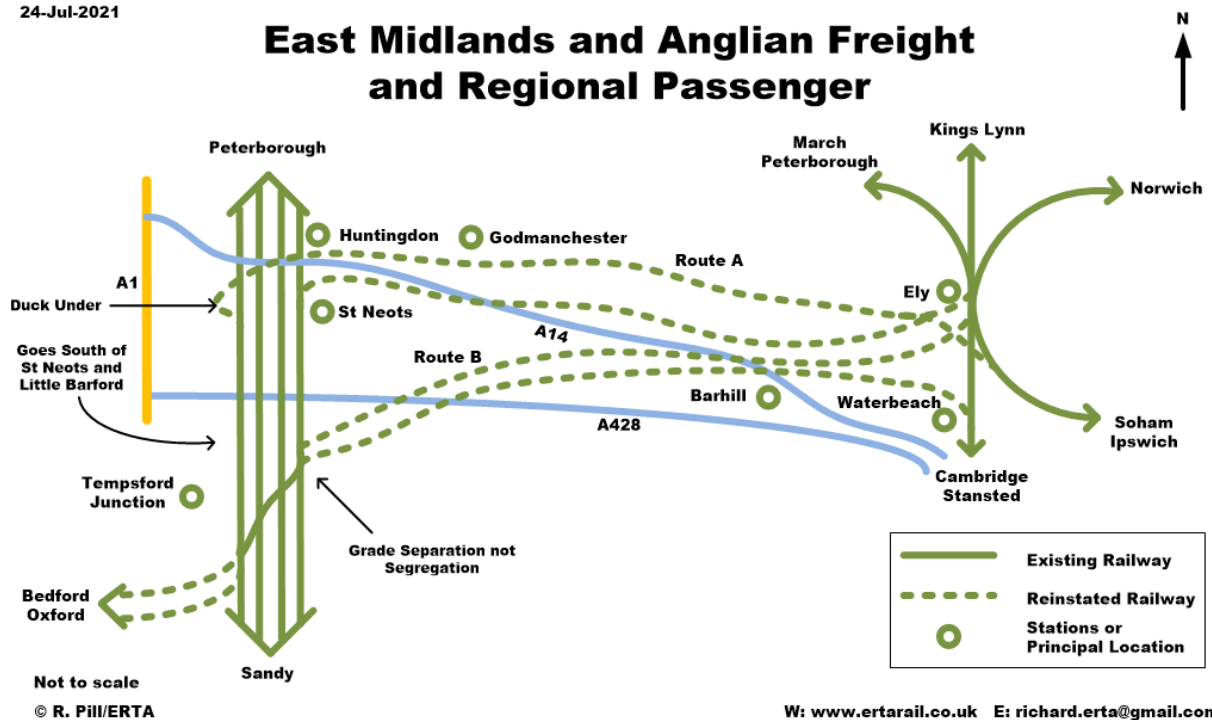 24-Jul-2021
East Midlands and Anglian Freight
and Regional Passenger
N
Peterborough
March
Peterborough
Kings Lynn
Norwich
Huntingdon
Godmanchester
Route A
A1
Duck Under
Ely
St Neots
A14
Goes South of
St Neots and
Little Barford
Route B
Barhill
Waterbeach
A428
Soham
Ipswich
Tempsford
Junction
Cambridge
Stansted
Grade Separation not
Segregation
Existing Railway
Bedford
Oxford
Reinstated Railway
Stations or
Principal Location
Sandy
Not to scale
© R. Pill/ERTA
W: www.ertarail.co.uk E: richard.erta@gmail.com